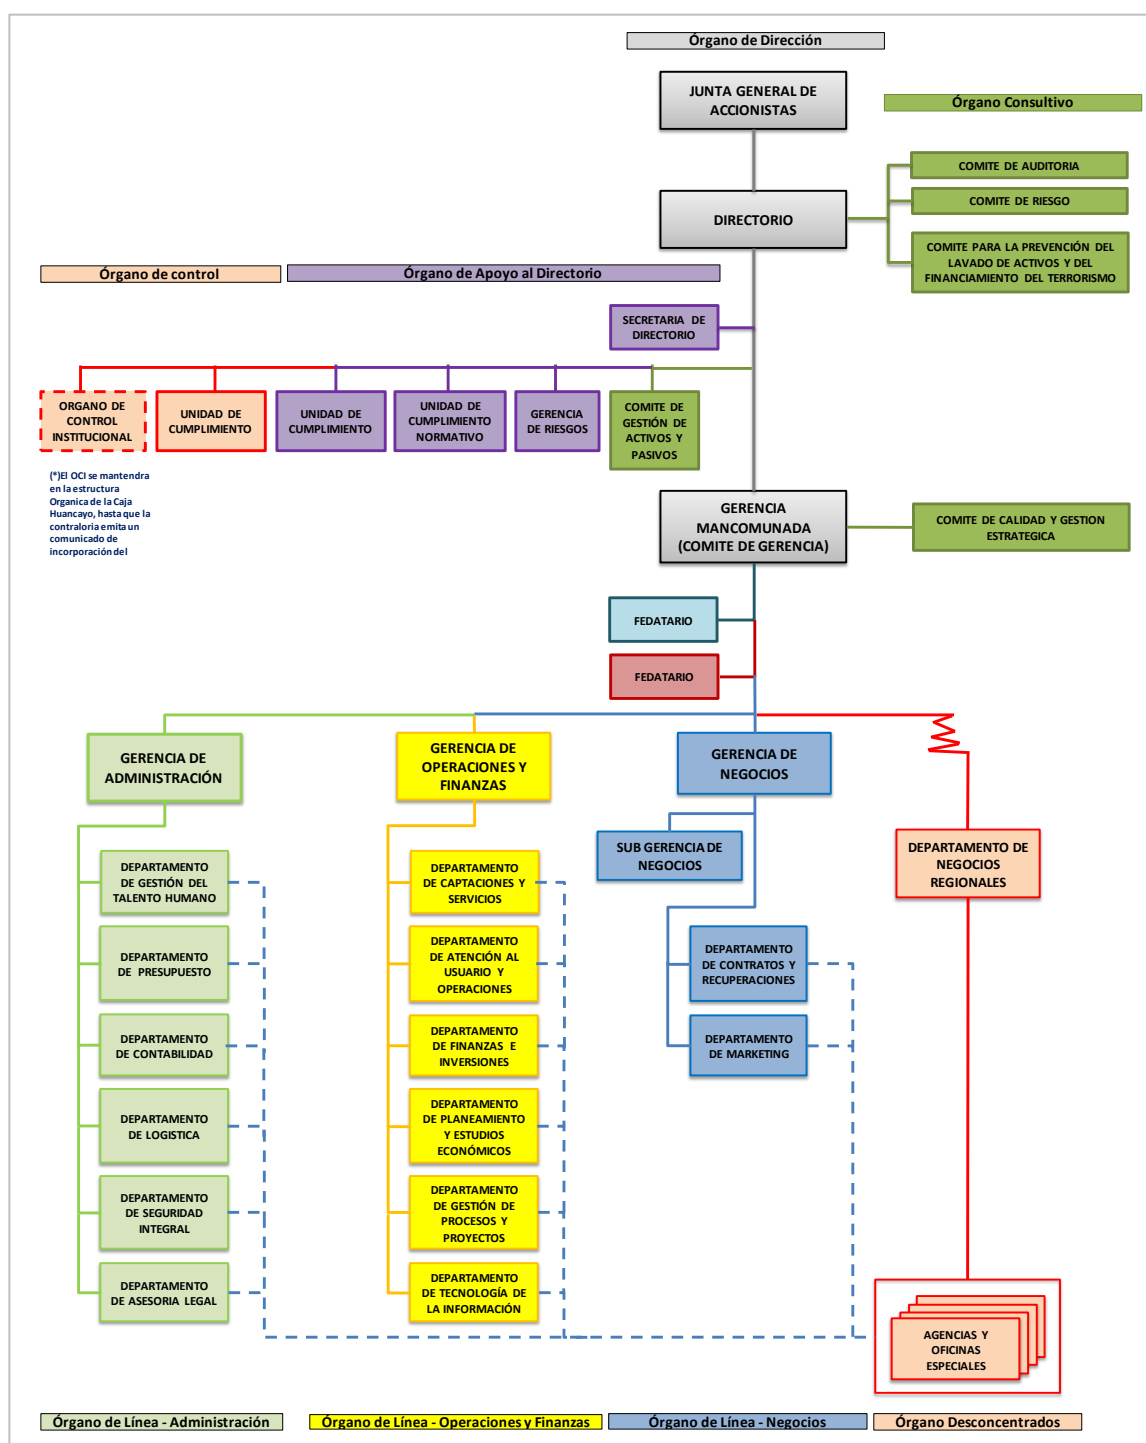 Órgano de Dirección
JUNTA GENERAL DE
ACCIONISTAS
Órgano Consultivo
COMITE DE AUDITORIA
COMITE DE RIESGO
DIRECTORIO
COMITE PARA LA PREVENCIÓN DEL
LAVADO DE ACTIVOS Y DEL
FINANCIAMIENTO DEL TERRORISMO
Órgano de control
Órgano de Apoyo al Directorio
SECRETARIA DE
DIRECTORIO
ORGANO DE
CONTROL
INSTITUCIONAL
UNIDAD DE
CUMPLIMIENTO
UNIDAD DE
CUMPLIMIENTO
UNIDAD DE
CUMPLIMIENTO
NORMATIVO
GERENCIA
DE RIESGOS
COMITE DE
GESTIÓN DE
ACTIVOS Y
PASIVOS
(*)El OCI se mantendra
en la estructura
Organica de la Caja
Huancayo, hasta que la
contraloria emita un
comunicado de
incorporación del
GERENCIA
MANCOMUNADA
(COMITE DE GERENCIA)
COMITE DE CALIDAD Y GESTION
ESTRATEGICA
FEDATARIO
FEDATARIO
GERENCIA DE
ADMINISTRACIÓN
GERENCIA DE
OPERACIONES Y
FINANZAS
GERENCIA DE
NEGOCIOS
SUB GERENCIA DE
NEGOCIOS
DEPARTAMENTO DE
NEGOCIOS
REGIONALES
DEPARTAMENTO
DE GESTIÓN DEL
TALENTO HUMANO
DEPARTAMENTO
DE PRESUPUESTO
DEPARTAMENTO
DE CONTABILIDAD
DEPARTAMENTO
DE LOGISTICA
DEPARTAMENTO
DE SEGURIDAD
INTEGRAL
DEPARTAMENTO
DE ASESORIA LEGAL
DEPARTAMENTO
DE CAPTACIONES Y
SERVICIOS
DEPARTAMENTO
DE ATENCIÓN AL
USUARIO Y
OPERACIONES
DEPARTAMENTO
DE FINANZAS E
INVERSIONES
DEPARTAMENTO
DE PLANEAMIENTO
Y ESTUDIOS
ECONÓMICOS
DEPARTAMENTO
DE GESTIÓN DE
PROCESOS Y
PROYECTOS
DEPARTAMENTO
DE TECNOLOGÍA DE
LA INFORMACIÓN
DEPARTAMENTO
DE CONTRATOS Y
RECUPERACIONES
DEPARTAMENTO
DE MARKETING
AGENCIAS Y
OFICINAS
ESPECIALES
Órgano de Línea - Administración
Órgano de Línea - Operaciones y Finanzas
Órgano de Línea - Negocios
Órgano Desconcentrados